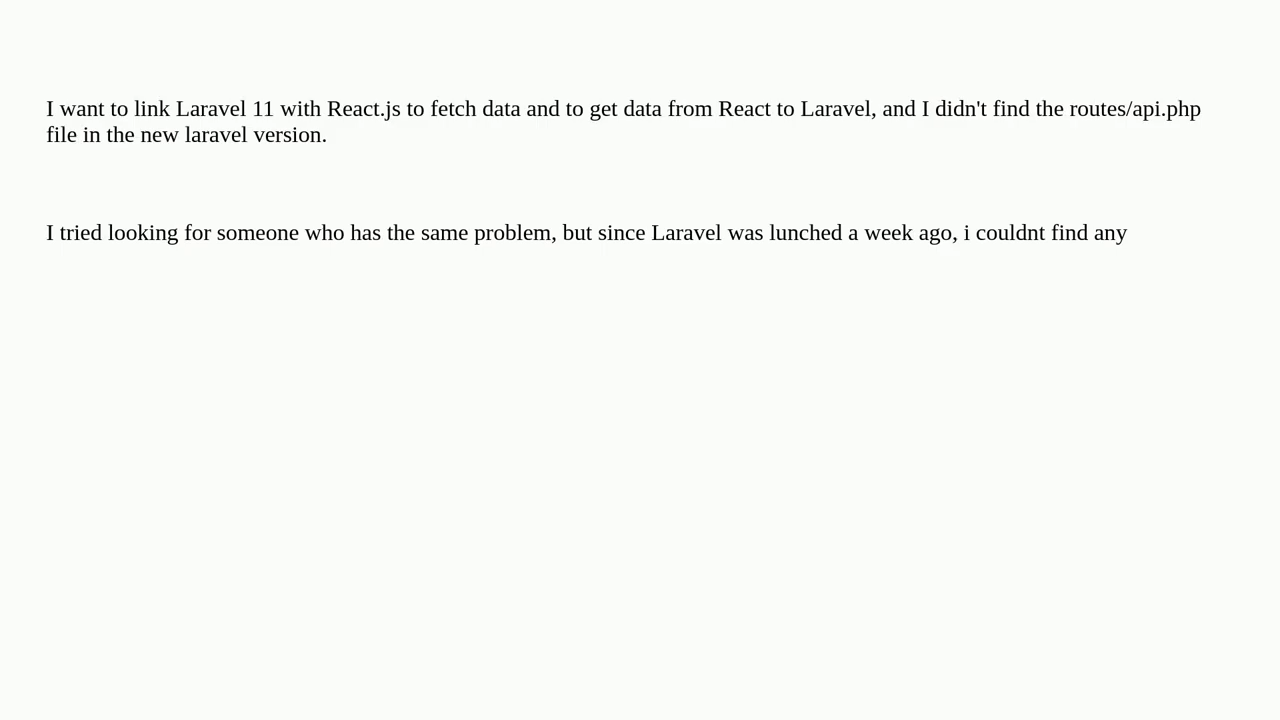 I want to link Laravel 11 with React.js to fetch data and to get data from React to Laravel, and I didn't find the routes/api.php
file in the new laravel version.
I tried looking for someone who has the same problem, but since Laravel was lunched a week ago, i couldnt find any